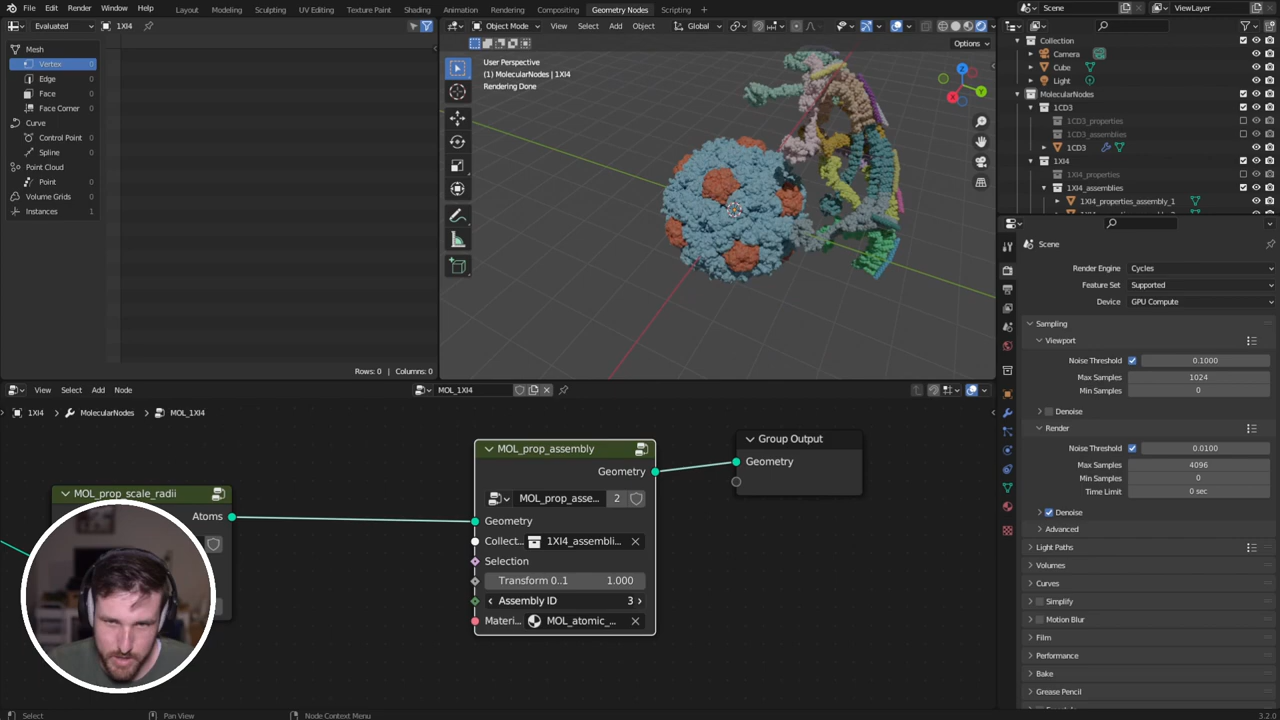 File Edit Render Window Help Layout Modeling Sculpting UV Editing Texture Paint Shading Animation Rendering Compositing Geometry Nodes Scripting + Scene ViewLayer
Evaluated 1XI4
Object Mode View Select Add Object Global
Options
Mesh
Vertex 0
Edge 0
Face 0
Face Corner 0
Curve
Control Point 0
Spline 0
Point Cloud
Point 0
Volume Grids 0
Instances 1
Rows: 0 | Columns: 0
User Perspective
(1) MolecularNodes | 1XI4
Rendering Done
Z
Y
X
Collection
Camera
Cube
Light
MolecularNodes
1CD3
1CD3_properties
1CD3_assemblies
1CD3
1XI4
1XI4_properties
1XI4_assemblies
1XI4_properties_assembly_1
Scene
Render Engine Cycles
Feature Set Supported
Device GPU Compute
Sampling
Viewport
Noise Threshold 0.1000
Max Samples 1024
Min Samples 0
Denoise
Render
Noise Threshold 0.0100
Max Samples 4096
Min Samples 0
Time Limit 0 sec
Denoise
Advanced
Light Paths
Volumes
Curves
Simplify
Motion Blur
Film
Performance
Bake
Grease Pencil
View Select Add Node MOL_1XI4
1XI4 > MolecularNodes > MOL_1XI4
MOL_prop_scale_radii
Atoms
MOL_prop_assembly
Geometry
MOL_prop_asse... 2
Geometry
Collect... 1XI4_assembli...
Selection
Transform 0..1 1.000
Assembly ID 3
Materi... MOL_atomic_...
Group Output
Geometry
Select Pan View Node Context Menu 3.2.0